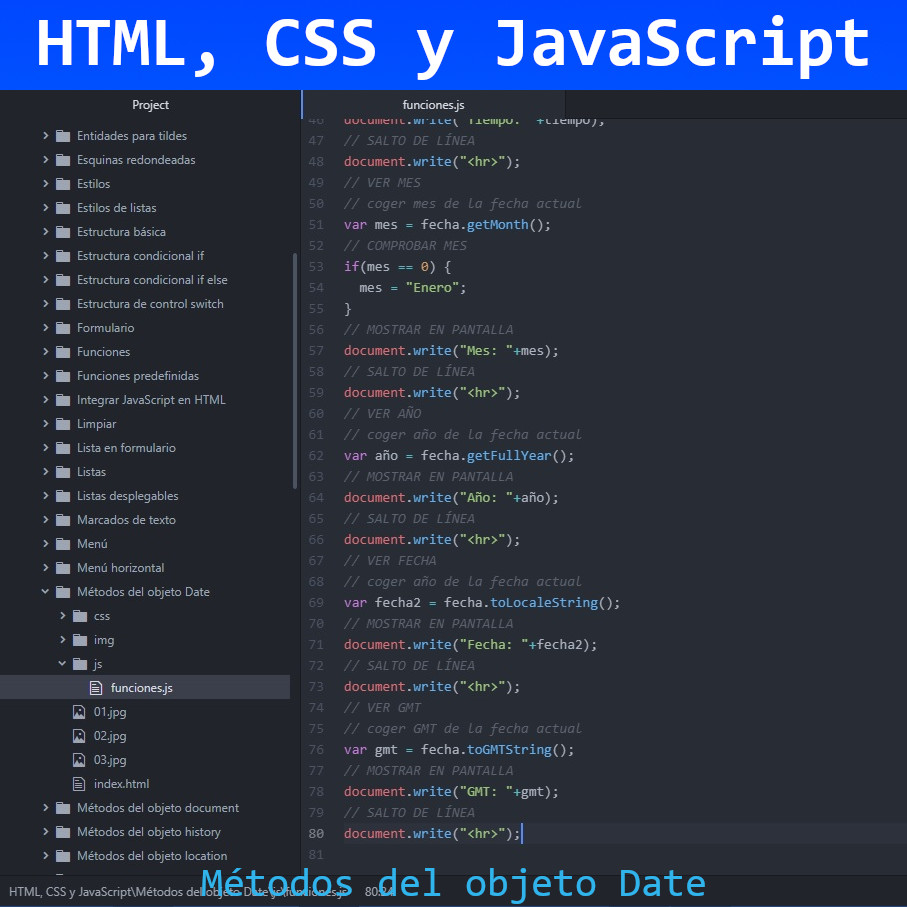 HTML, CSS y JavaScript
Project
Entidades para tildes
Esquinas redondeadas
Estilos
Estilos de listas
Estructura básica
Estructura condicional if
Estructura condicional if else
Estructura de control switch
Formulario
Funciones
Funciones predefinidas
Integrar JavaScript en HTML
Limpiar
Lista en formulario
Listas
Listas desplegables
Marcados de texto
Menú
Menú horizontal
Métodos del objeto Date
css
img
js
funciones.js
01.jpg
02.jpg
03.jpg
index.html
Métodos del objeto document
Métodos del objeto history
Métodos del objeto location
funciones.js
46 document.write("Tiempo: "+tiempo);
47 // SALTO DE LÍNEA
48 document.write("<hr>");
49 // VER MES
50 // coger mes de la fecha actual
51 var mes = fecha.getMonth();
52 // COMPROBAR MES
53 if(mes == 0) {
54   mes = "Enero";
55 }
56 // MOSTRAR EN PANTALLA
57 document.write("Mes: "+mes);
58 // SALTO DE LÍNEA
59 document.write("<hr>");
60 // VER AÑO
61 // coger año de la fecha actual
62 var año = fecha.getFullYear();
63 // MOSTRAR EN PANTALLA
64 document.write("Año: "+año);
65 // SALTO DE LÍNEA
66 document.write("<hr>");
67 // VER FECHA
68 // coger año de la fecha actual
69 var fecha2 = fecha.toLocaleString();
70 // MOSTRAR EN PANTALLA
71 document.write("Fecha: "+fecha2);
72 // SALTO DE LÍNEA
73 document.write("<hr>");
74 // VER GMT
75 // coger GMT de la fecha actual
76 var gmt = fecha.toGMTString();
77 // MOSTRAR EN PANTALLA
78 document.write("GMT: "+gmt);
79 // SALTO DE LÍNEA
80 document.write("<hr>");
81
HTML, CSS y JavaScript\Métodos del objeto Date\js\funciones.js 80:24
Métodos del objeto Date